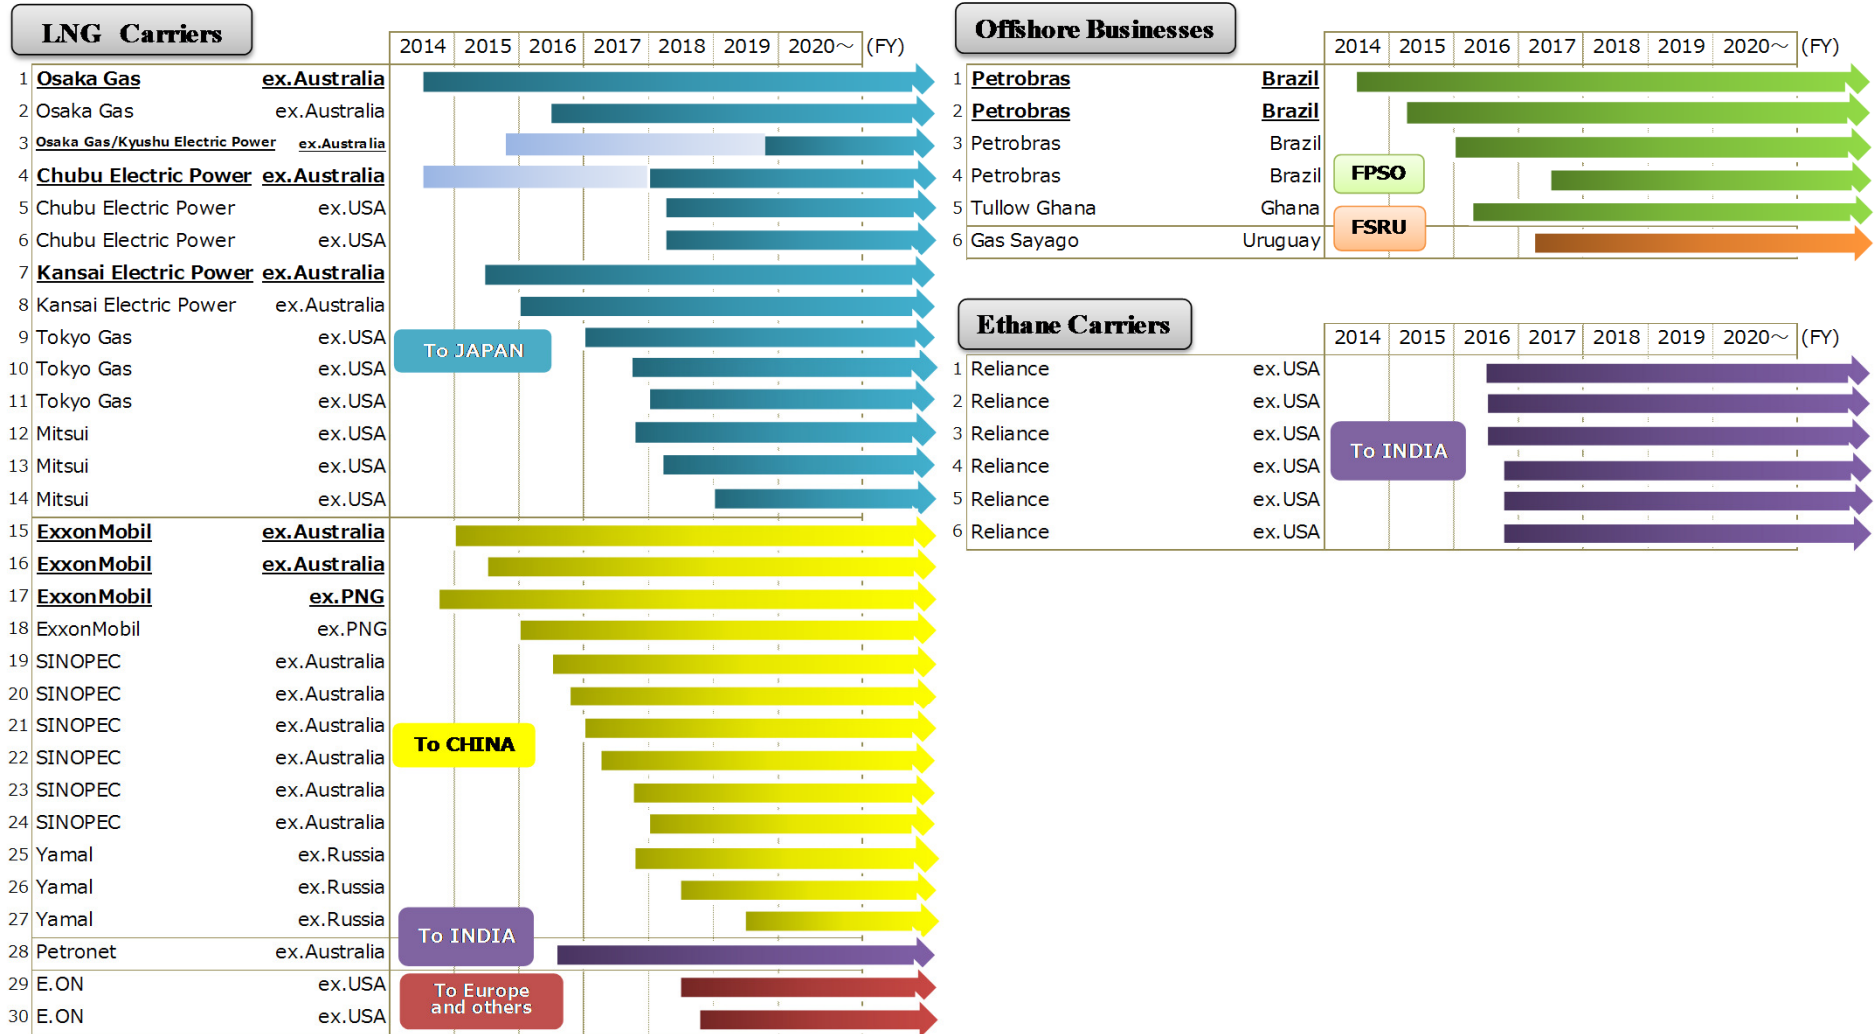 LNG Carriers
2014 2015 2016 2017 2018 2019 2020～ (FY)
1 Osaka Gas ex.Australia
2 Osaka Gas ex.Australia
3 Osaka Gas/Kyushu Electric Power ex.Australia
4 Chubu Electric Power ex.Australia
5 Chubu Electric Power ex.USA
6 Chubu Electric Power ex.USA
7 Kansai Electric Power ex.Australia
8 Kansai Electric Power ex.Australia
9 Tokyo Gas ex.USA
10 Tokyo Gas ex.USA
11 Tokyo Gas ex.USA
12 Mitsui ex.USA
13 Mitsui ex.USA
14 Mitsui ex.USA
To JAPAN
15 ExxonMobil ex.Australia
16 ExxonMobil ex.Australia
17 ExxonMobil ex.PNG
18 ExxonMobil ex.PNG
19 SINOPEC ex.Australia
20 SINOPEC ex.Australia
21 SINOPEC ex.Australia
22 SINOPEC ex.Australia
23 SINOPEC ex.Australia
24 SINOPEC ex.Australia
25 Yamal ex.Russia
26 Yamal ex.Russia
27 Yamal ex.Russia
To CHINA
28 Petronet ex.Australia
To INDIA
29 E.ON ex.USA
30 E.ON ex.USA
To Europe
and others
Offshore Businesses
2014 2015 2016 2017 2018 2019 2020～ (FY)
1 Petrobras Brazil
2 Petrobras Brazil
3 Petrobras Brazil
4 Petrobras Brazil
5 Tullow Ghana Ghana
FPSO
6 Gas Sayago Uruguay
FSRU
Ethane Carriers
2014 2015 2016 2017 2018 2019 2020～ (FY)
1 Reliance ex.USA
2 Reliance ex.USA
3 Reliance ex.USA
4 Reliance ex.USA
5 Reliance ex.USA
6 Reliance ex.USA
To INDIA